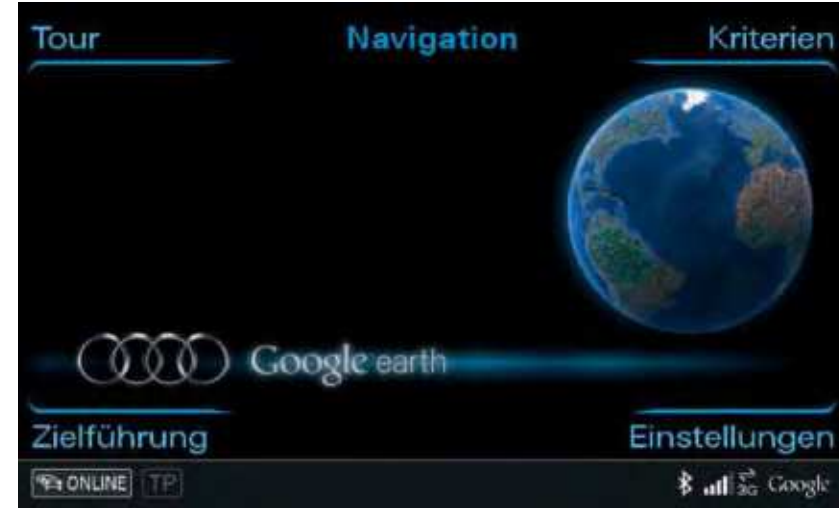 Tour Navigation Kriterien
Google earth
Zielführung Einstellungen
ONLINE TP 3G Google